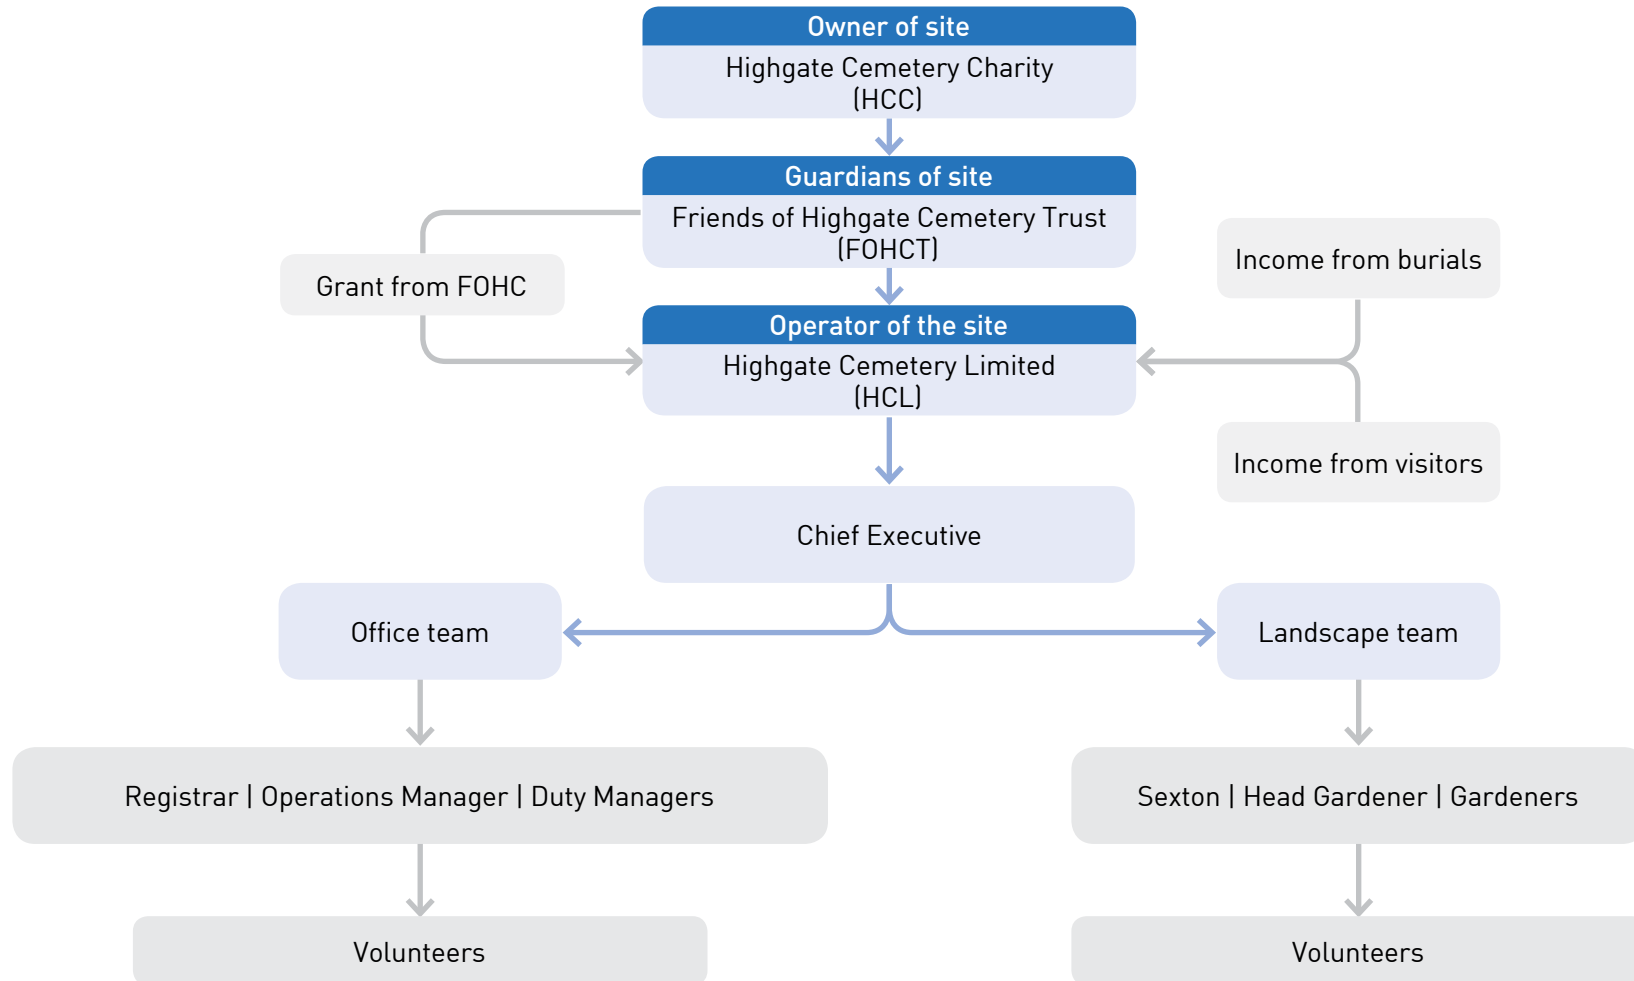 Owner of site
Highgate Cemetery Charity
(HCC)
Guardians of site
Friends of Highgate Cemetery Trust
(FOHCT)
Grant from FOHC
Income from burials
Operator of the site
Highgate Cemetery Limited
(HCL)
Income from visitors
Chief Executive
Office team
Landscape team
Registrar | Operations Manager | Duty Managers
Sexton | Head Gardener | Gardeners
Volunteers
Volunteers